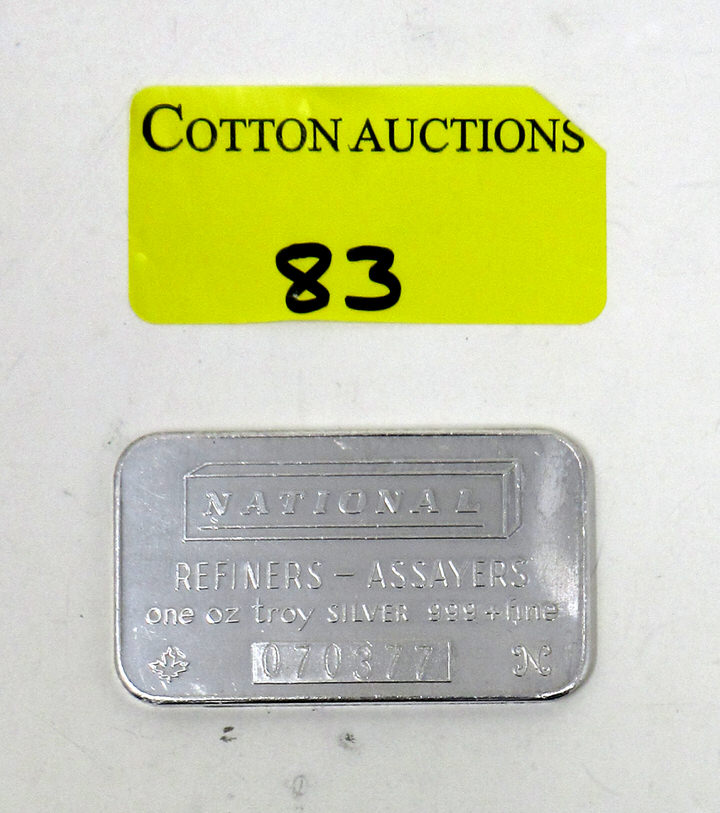 COTTON AUCTIONS
83
NATIONAL
REFINERS - ASSAYERS
one oz troy SILVER 999+fine
070377 N